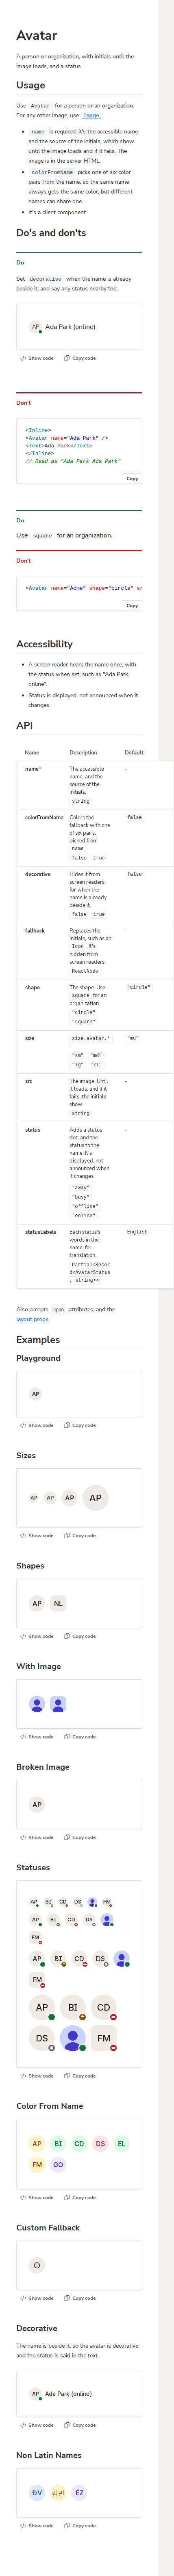 Avatar
A person or organization, with initials until the
image loads, and a status.
Usage
Use Avatar for a person or an organization.
For any other image, use Image.
name is required: it's the accessible
name and the source of the initials, which show
until the image loads and if it fails. The
image is in the server HTML.
colorFromName picks one of six color
pairs from the name, so the same name
always gets the same color, but different
names can share one.
It's a client component.
Do's and don'ts
Do
Set decorative when the name is already
beside it, and say any status nearby too.
AP Ada Park (online)
Show code Copy code
Don't
<Inline>
<Avatar name="Ada Park" />
<Text>Ada Park</Text>
</Inline>
// Read as "Ada Park Ada Park"
Copy
Do
Use square for an organization.
Don't
<Avatar name="Acme" shape="circle" sr
Copy
Accessibility
A screen reader hears the name once, with
the status when set, such as "Ada Park,
online".
Status is displayed, not announced when it
changes.
API
Name Description Default
name* The accessible name, and the source of the initials. string -
colorFromName Colors the fallback with one of six pairs, picked from name. false true false
decorative Hides it from screen readers, for when the name is already beside it. false true false
fallback Replaces the initials, such as an Icon. It's hidden from screen readers. ReactNode -
shape The shape. Use square for an organization. "circle" "square" "circle"
size size.avatar.* "sm" "md" "lg" "xl" "md"
src The image. Until it loads, and if it fails, the initials show. string -
status Adds a status dot, and the status to the name. It's displayed, not announced when it changes. "away" "busy" "offline" "online" -
statusLabels Each status's words in the name, for translation. Partial<Record<AvatarStatus, string>> English
Also accepts span attributes, and the
layout props.
Examples
Playground
AP
Show code Copy code
Sizes
AP AP AP AP
Show code Copy code
Shapes
AP NL
Show code Copy code
With Image
Show code Copy code
Broken Image
AP
Show code Copy code
Statuses
AP BI CD DS FM
AP BI CD DS
FM
AP BI CD DS
FM
AP BI CD
DS FM
Show code Copy code
Color From Name
AP BI CD DS EL
FM GO
Show code Copy code
Custom Fallback
Show code Copy code
Decorative
The name is beside it, so the avatar is decorative
and the status is said in the text.
AP Ada Park (online)
Show code Copy code
Non Latin Names
ĐV 김민 ÉZ
Show code Copy code